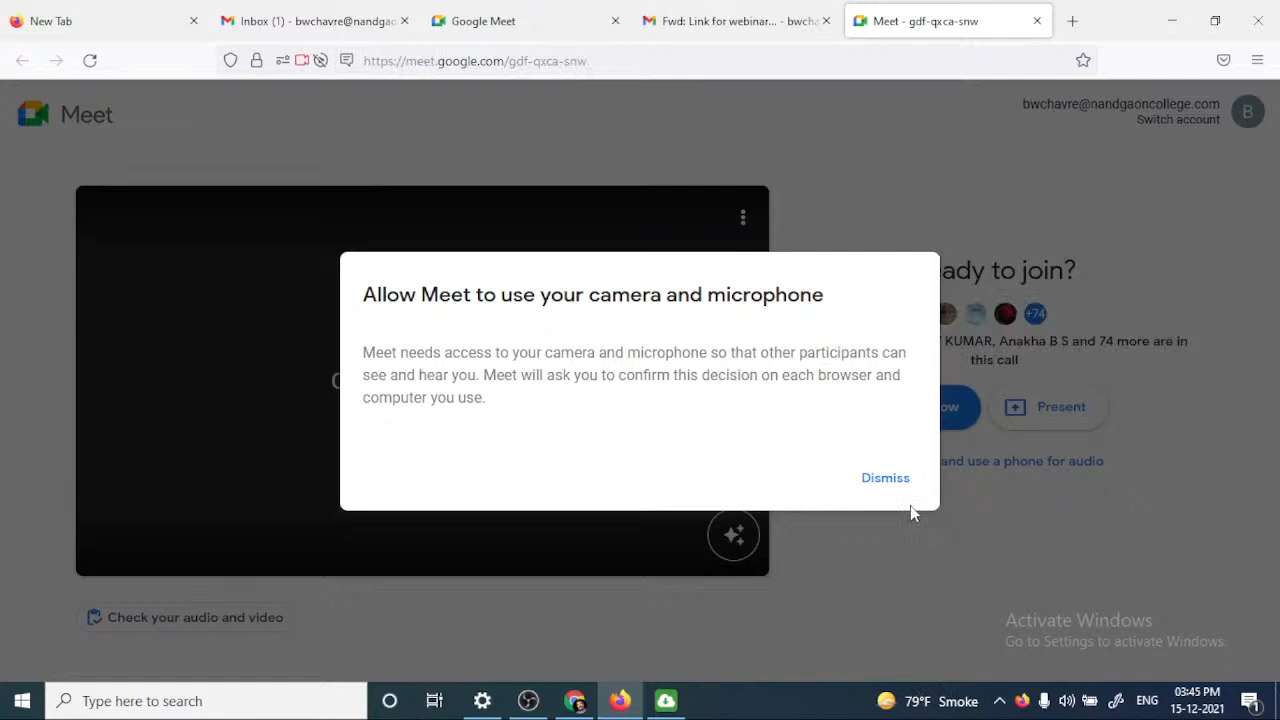 New Tab
Inbox (1) - bwchavre@nandgao
Google Meet
Fwd: Link for webinar... - bwcha
Meet - gdf-qxca-snw
https://meet.google.com/gdf-qxca-snw
Meet
bwchavre@nandgaoncollege.com
Switch account
B
Allow Meet to use your camera and microphone
Meet needs access to your camera and microphone so that other participants can
see and hear you. Meet will ask you to confirm this decision on each browser and
computer you use.
Dismiss
eady to join?
+74
KUMAR, Anakha B S and 74 more are in
this call
ow
Present
and use a phone for audio
Check your audio and video
Activate Windows
Go to Settings to activate Windows.
Type here to search
79°F Smoke
ENG
03:45 PM
15-12-2021
1